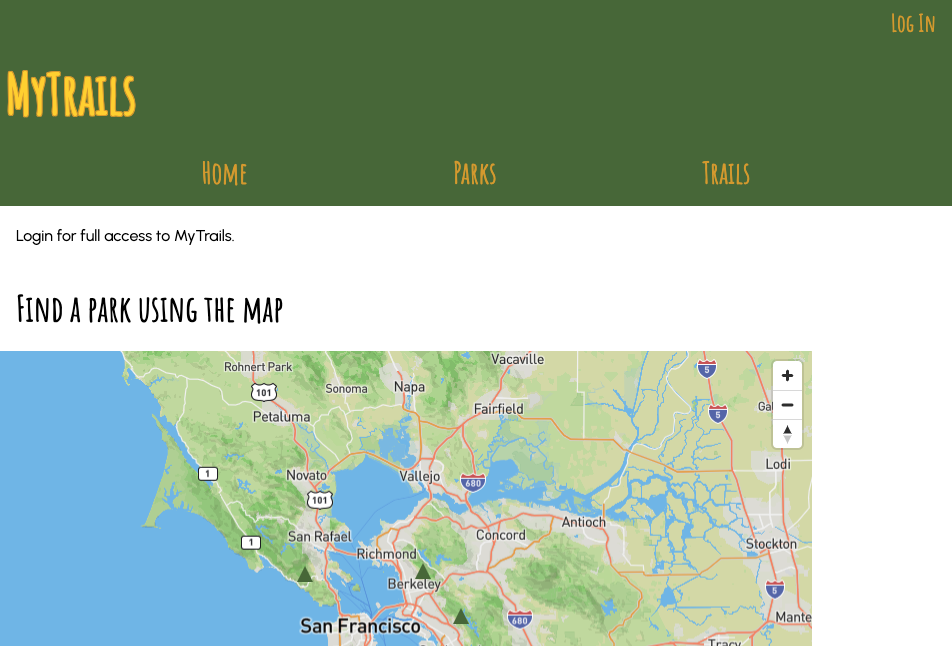 Log In
MyTrails
Home Parks Trails
Login for full access to MyTrails.
Find a park using the map
Vacaville
Rohnert Park
5
Sonoma
Napa
101
Petaluma
Fairfield
5
Lodi
1
Novato
Vallejo
680
101
Antioch
San Rafael
Concord
1
Stockton
Richmond
Berkeley
5
680
San Francisco
Tracy